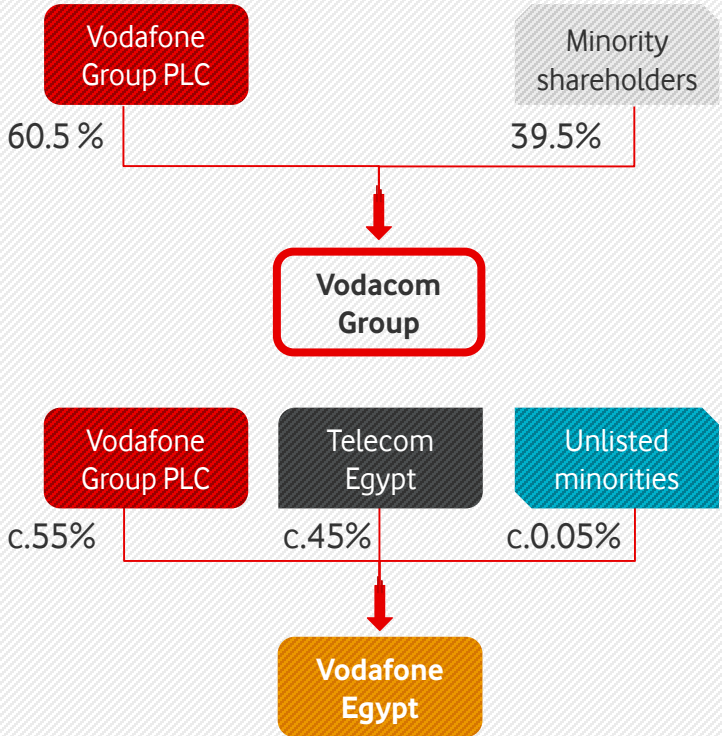 Vodafone
Group PLC
Minority
shareholders
60.5 %
39.5%
Vodacom
Group
Vodafone
Group PLC
Telecom
Egypt
Unlisted
minorities
c.55%
c.45%
c.0.05%
Vodafone
Egypt